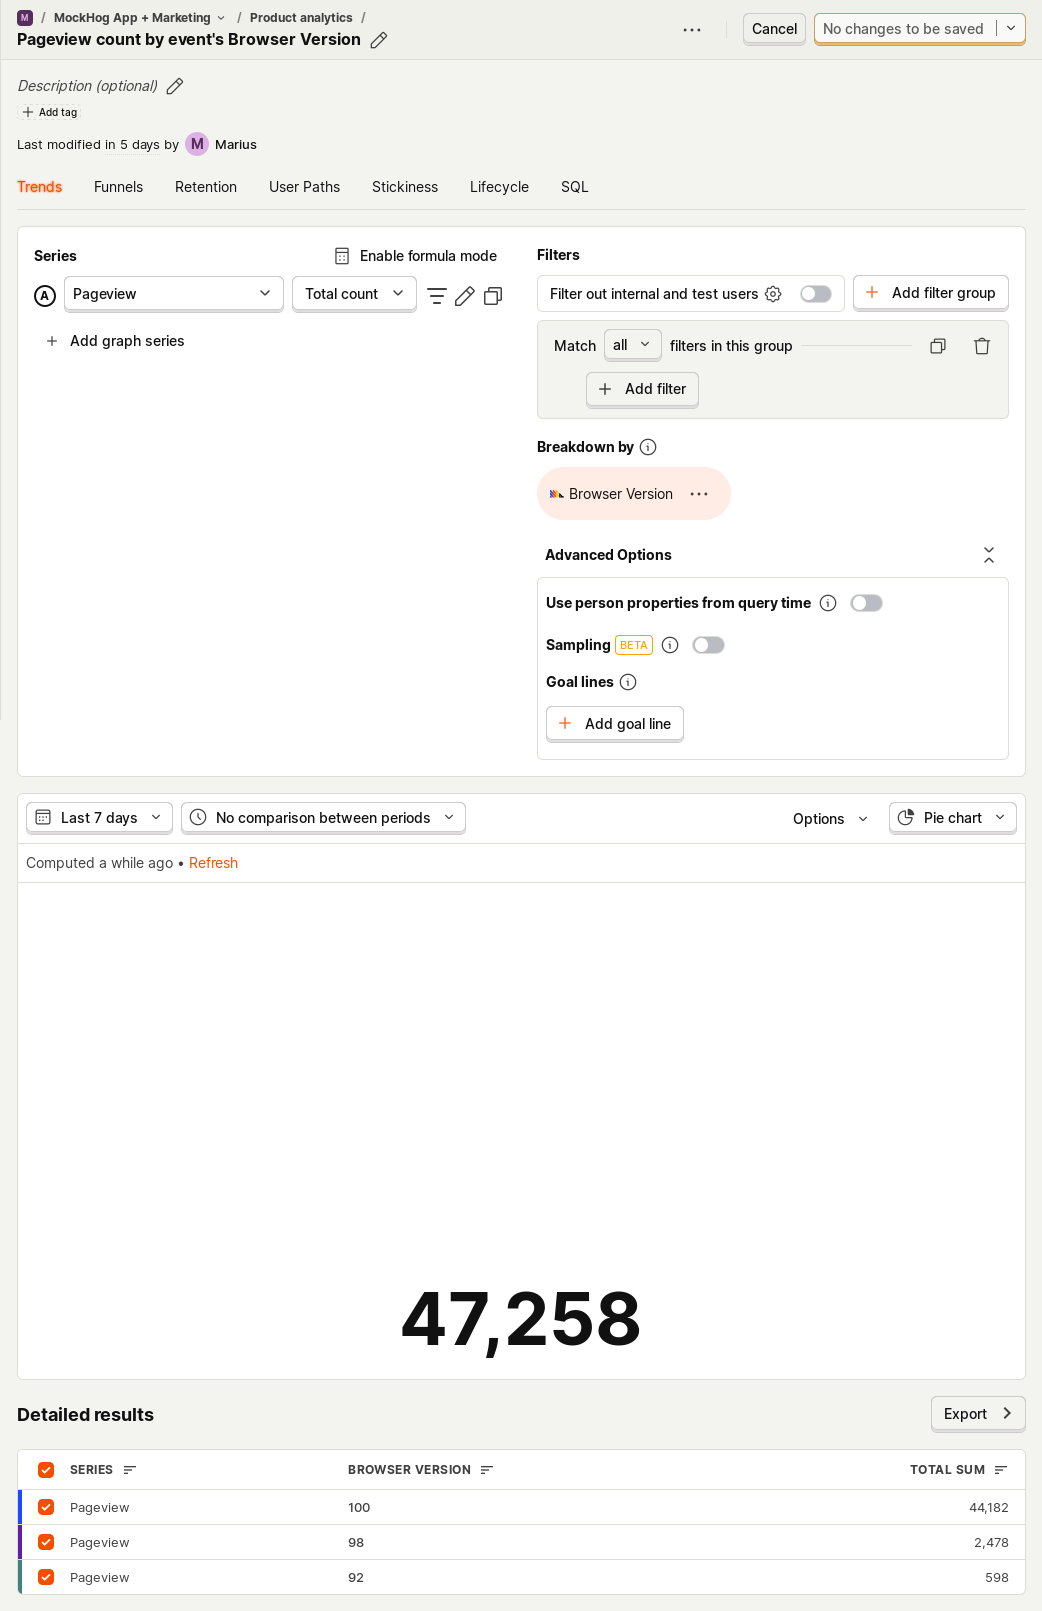 M / MockHog App + Marketing / Product analytics /
Pageview count by event's Browser Version
Cancel
No changes to be saved
Description (optional)
Add tag
Last modified in 5 days by M Marius
Trends Funnels Retention User Paths Stickiness Lifecycle SQL
Series
Enable formula mode
A Pageview Total count
Add graph series
Filters
Filter out internal and test users
Add filter group
Match all filters in this group
Add filter
Breakdown by
Browser Version
Advanced Options
Use person properties from query time
Sampling BETA
Goal lines
Add goal line
Last 7 days No comparison between periods Options Pie chart
Computed a while ago • Refresh
47,258
Detailed results
Export
SERIES BROWSER VERSION TOTAL SUM
Pageview 100 44,182
Pageview 98 2,478
Pageview 92 598